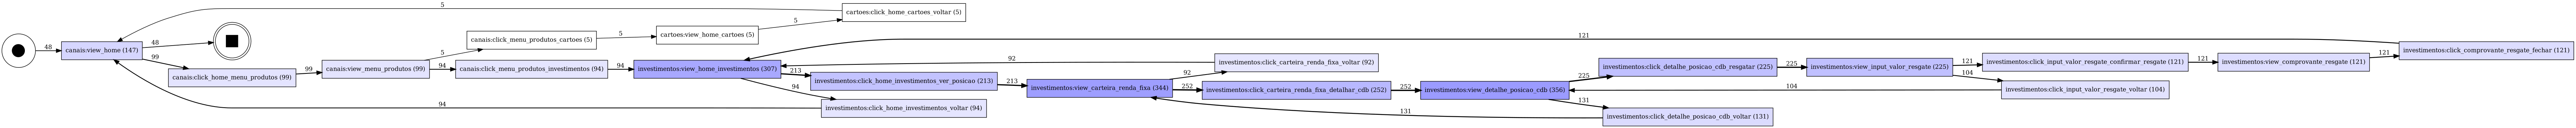 48
canais:view_home (147)
48
99
canais:click_home_menu_produtos (99)
99
canais:view_menu_produtos (99)
5
canais:click_menu_produtos_cartoes (5)
5
cartoes:view_home_cartoes (5)
5
cartoes:click_home_cartoes_voltar (5)
5
94
canais:click_menu_produtos_investimentos (94)
94
investimentos:view_home_investimentos (307)
213
investimentos:click_home_investimentos_ver_posicao (213)
213
94
investimentos:click_home_investimentos_voltar (94)
94
investimentos:view_carteira_renda_fixa (344)
92
investimentos:click_carteira_renda_fixa_voltar (92)
92
252
investimentos:click_carteira_renda_fixa_detalhar_cdb (252)
252
investimentos:view_detalhe_posicao_cdb (356)
225
investimentos:click_detalhe_posicao_cdb_resgatar (225)
225
131
investimentos:click_detalhe_posicao_cdb_voltar (131)
131
investimentos:view_input_valor_resgate (225)
121
investimentos:click_input_valor_resgate_confirmar_resgate (121)
121
104
investimentos:click_input_valor_resgate_voltar (104)
104
investimentos:view_comprovante_resgate (121)
121
investimentos:click_comprovante_resgate_fechar (121)
121